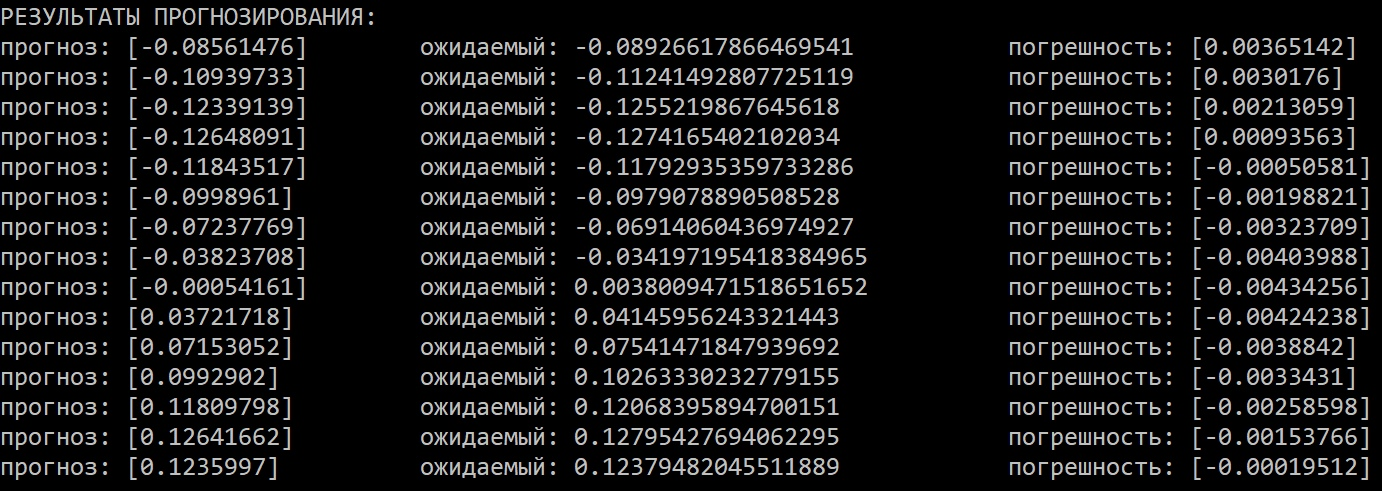 РЕЗУЛЬТАТЫ ПРОГНОЗИРОВАНИЯ:
прогноз: [-0.08561476] ожидаемый: -0.08926617866469541 погрешность: [0.00365142]
прогноз: [-0.10939733] ожидаемый: -0.11241492807725119 погрешность: [0.0030176]
прогноз: [-0.12339139] ожидаемый: -0.1255219867645618 погрешность: [0.00213059]
прогноз: [-0.12648091] ожидаемый: -0.1274165402102034 погрешность: [0.00093563]
прогноз: [-0.11843517] ожидаемый: -0.11792935359733286 погрешность: [-0.00050581]
прогноз: [-0.0998961] ожидаемый: -0.0979078890508528 погрешность: [-0.00198821]
прогноз: [-0.07237769] ожидаемый: -0.06914060436974927 погрешность: [-0.00323709]
прогноз: [-0.03823708] ожидаемый: -0.034197195418384965 погрешность: [-0.00403988]
прогноз: [-0.00054161] ожидаемый: 0.0038009471518651652 погрешность: [-0.00434256]
прогноз: [0.03721718] ожидаемый: 0.04145956243321443 погрешность: [-0.00424238]
прогноз: [0.07153052] ожидаемый: 0.07541471847939692 погрешность: [-0.0038842]
прогноз: [0.0992902] ожидаемый: 0.10263330232779155 погрешность: [-0.0033431]
прогноз: [0.11809798] ожидаемый: 0.12068395894700151 погрешность: [-0.00258598]
прогноз: [0.12641662] ожидаемый: 0.12795427694062295 погрешность: [-0.00153766]
прогноз: [0.1235997] ожидаемый: 0.12379482045511889 погрешность: [-0.00019512]